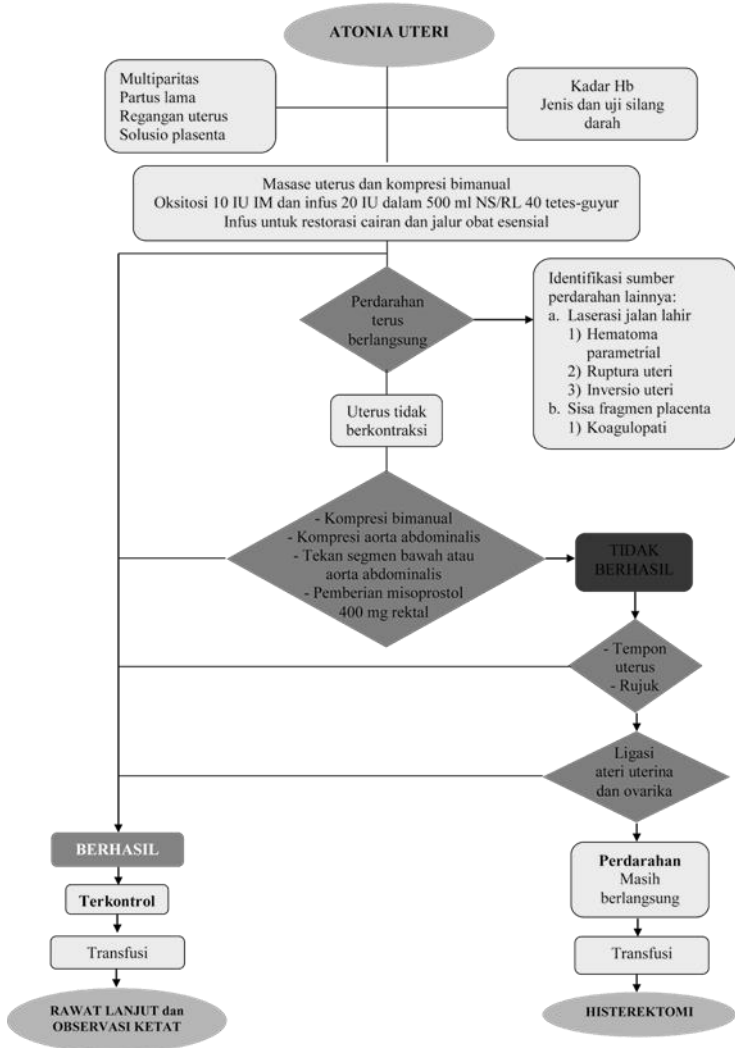 ATONIA UTERI
Multiparitas
Partus lama
Regangan uterus
Solusio plasenta
Kadar Hb
Jenis dan uji silang
darah
Masase uterus dan kompresi bimanual
Oksitosi 10 IU IM dan infus 20 IU dalam 500 ml NS/RL 40 tetes-guyur
Infus untuk restorasi cairan dan jalur obat esensial
Perdarahan
terus
berlangsung
Identifikasi sumber
perdarahan lainnya:
a. Laserasi jalan lahir
1) Hematoma
parametrial
2) Ruptura uteri
3) Inversio uteri
b. Sisa fragmen placenta
1) Koagulopati
Uterus tidak
berkontraksi
- Kompresi bimanual
- Kompresi aorta abdominalis
- Tekan segmen bawah atau
aorta abdominalis
- Pemberian misoprostol
400 mg rektal
TIDAK
BERHASIL
- Tempon
uterus
- Rujuk
Ligasi
ateri uterina
dan ovarika
BERHASIL
Terkontrol
Transfusi
RAWAT LANJUT dan
OBSERVASI KETAT
Perdarahan
Masih
berlangsung
Transfusi
HISTEREKTOMI